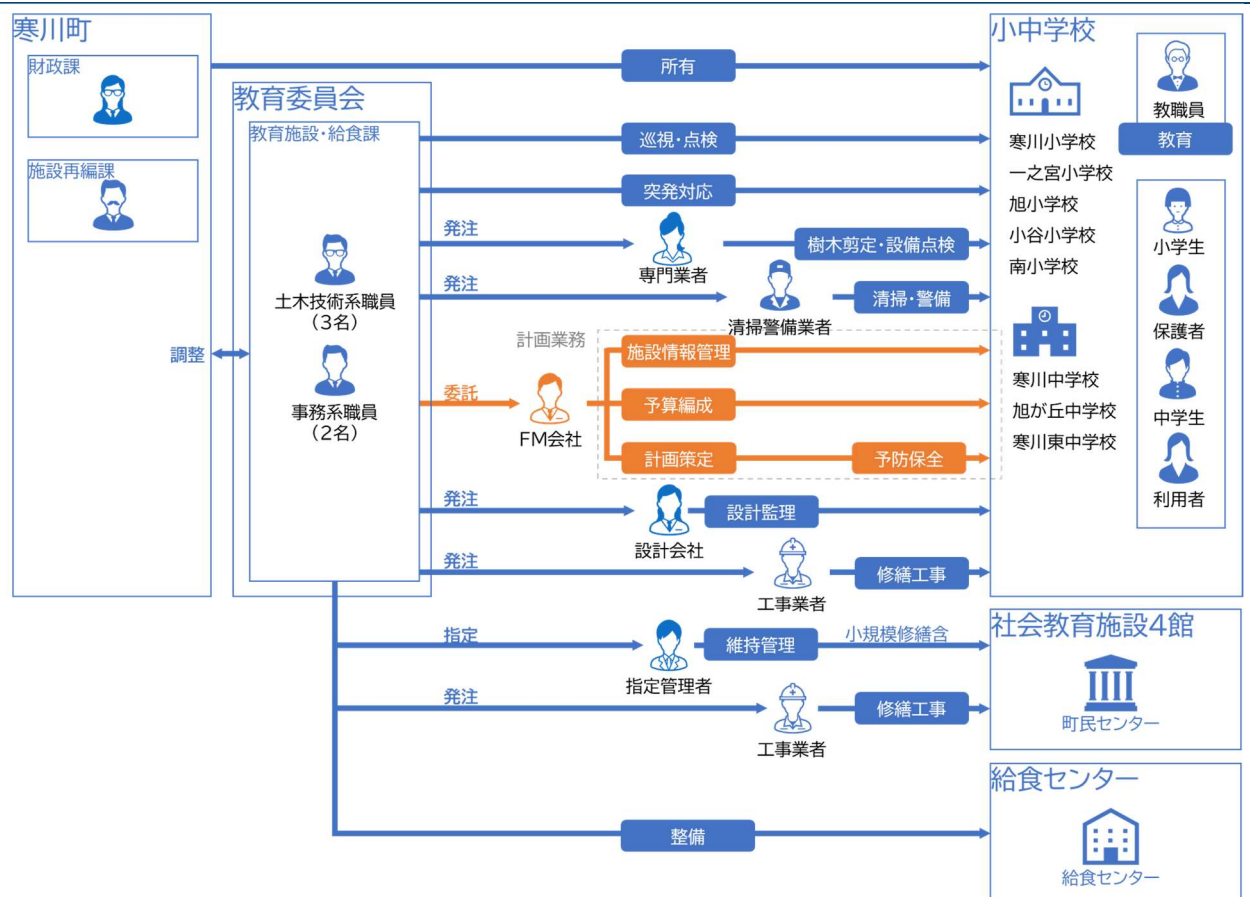 寒川町
財政課
施設再編課
教育委員会
教育施設・給食課
土木技術系職員
（3名）
事務系職員
（2名）
調整
所有
巡視・点検
突発対応
発注
専門業者
樹木剪定・設備点検
発注
清掃警備業者
清掃・警備
計画業務
委託
FM会社
施設情報管理
予算編成
計画策定
予防保全
発注
設計会社
設計監理
発注
工事業者
修繕工事
指定
指定管理者
維持管理
小規模修繕含
発注
工事業者
修繕工事
整備
小中学校
寒川小学校
一之宮小学校
旭小学校
小谷小学校
南小学校
寒川中学校
旭が丘中学校
寒川東中学校
教職員
教育
小学生
保護者
中学生
利用者
社会教育施設4館
町民センター
給食センター
給食センター